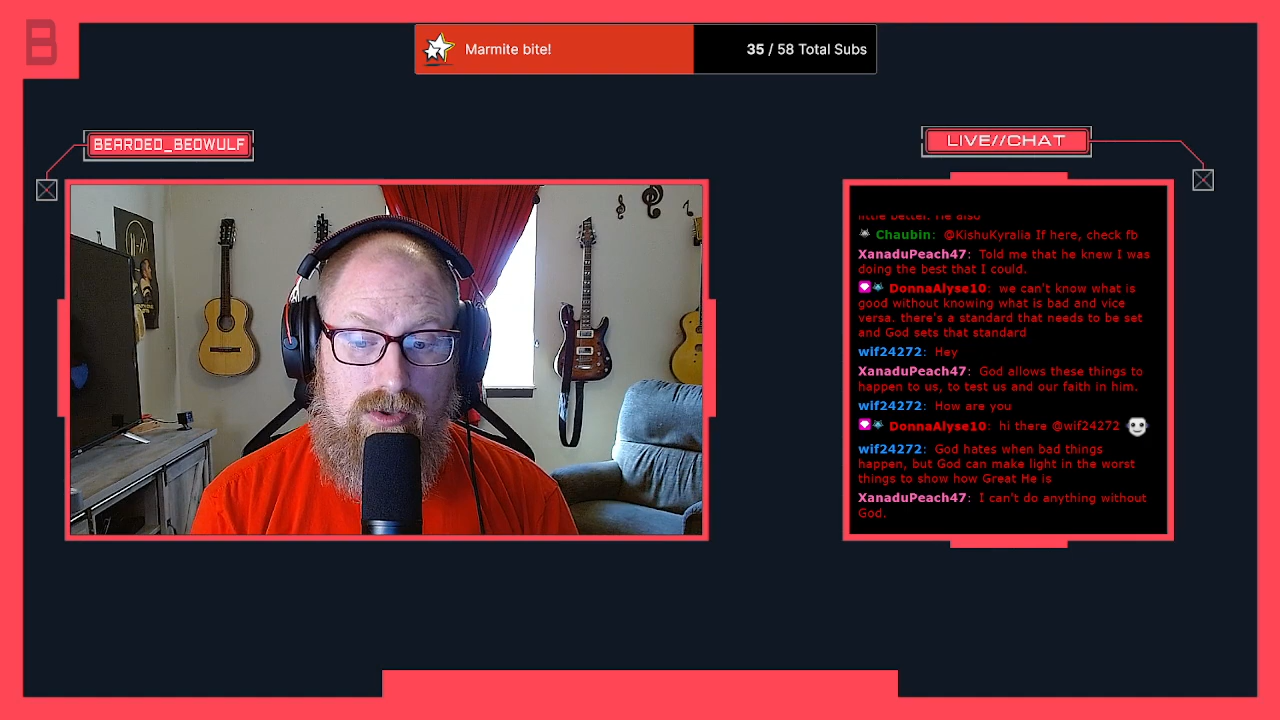 B
Marmite bite!
35 / 58 Total Subs
BEARDED_BEOWULF
LIVE//CHAT
little better. He also
Chaubin: @KishuKyralia If here, check fb
XanaduPeach47: Told me that he knew I was
doing the best that I could.
DonnaAlyse10: we can't know what is
good without knowing what is bad and vice
versa. there's a standard that needs to be set
and God sets that standard
wif24272: Hey
XanaduPeach47: God allows these things to
happen to us, to test us and our faith in him.
wif24272: How are you
DonnaAlyse10: hi there @wif24272
wif24272: God hates when bad things
happen, but God can make light in the worst
things to show how Great He is
XanaduPeach47: I can't do anything without
God.